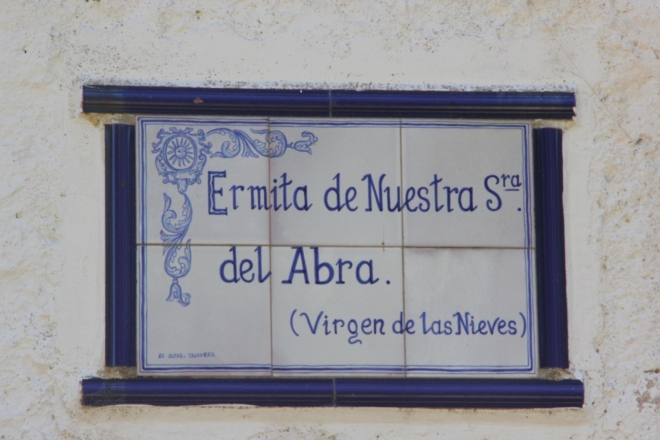 Ermita de Nuestra Sra.
del Abra.
(Virgen de las Nieves)